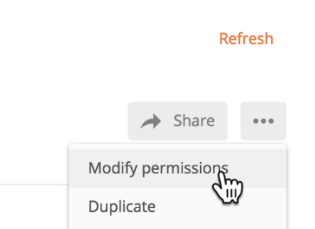 Refresh
Share
Modify permissions
Duplicate